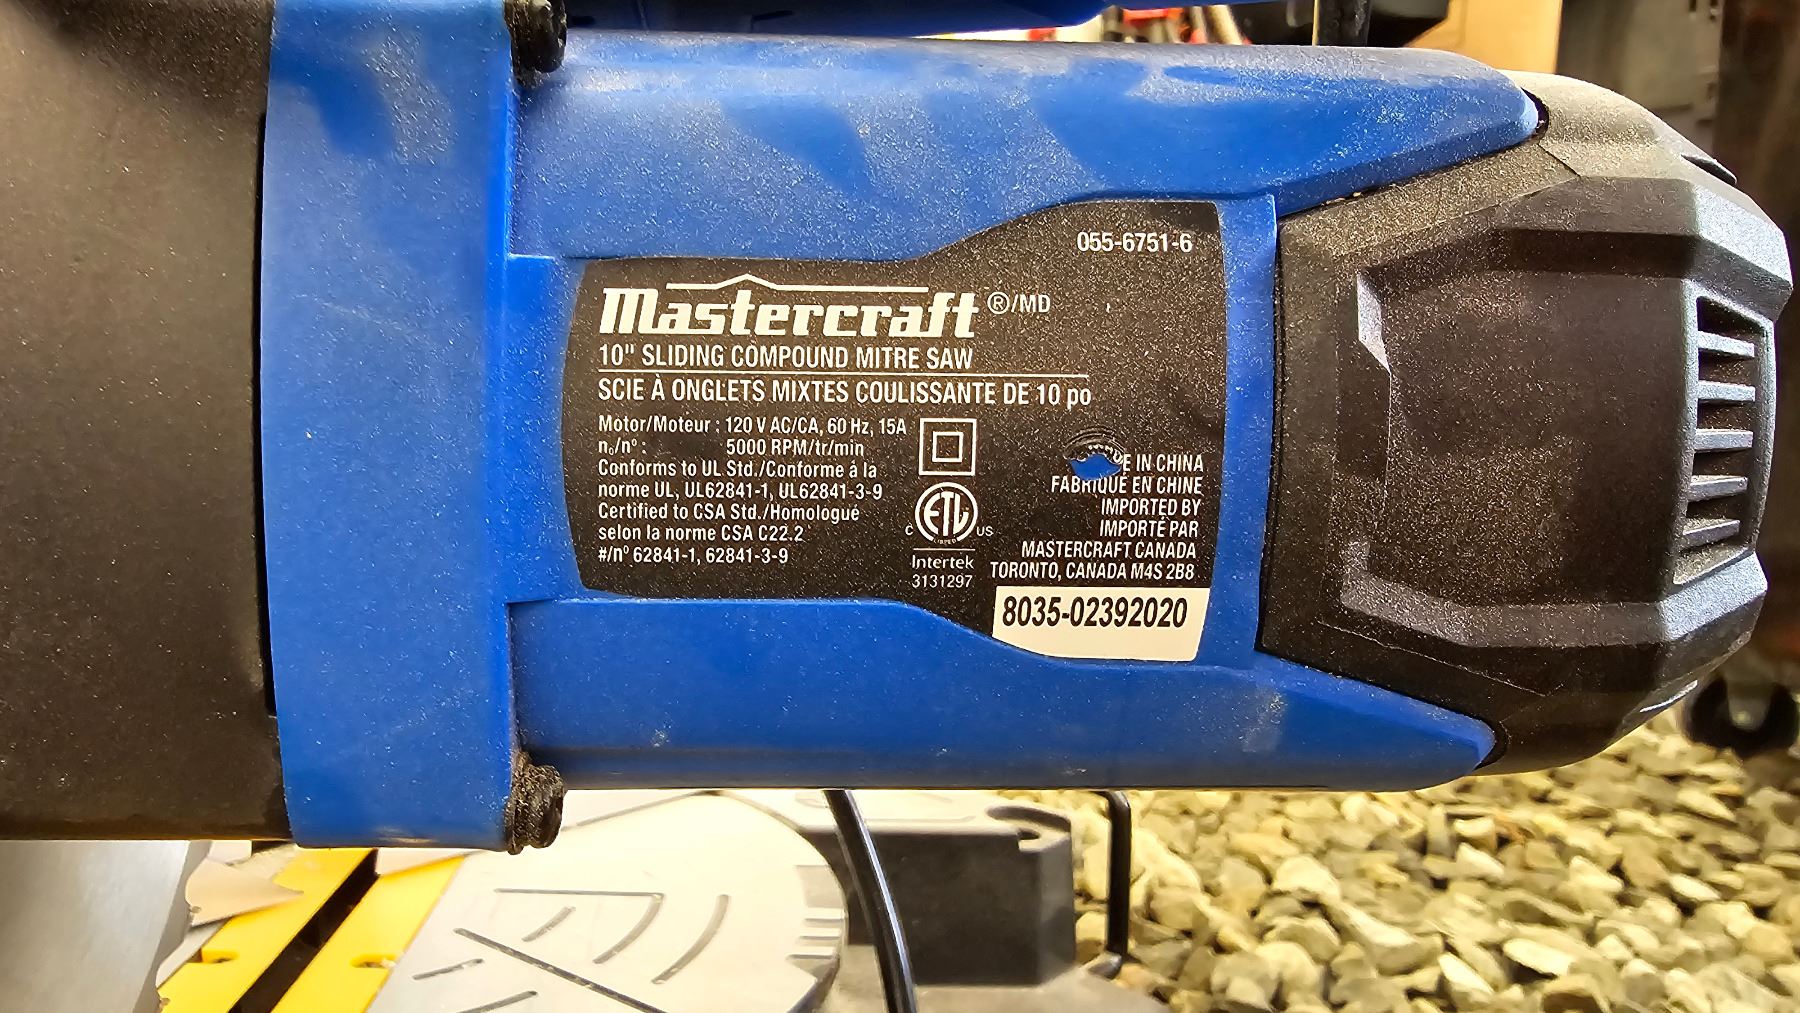 055-6751-6
Mastercraft ®/MD
10" SLIDING COMPOUND MITRE SAW
SCIE À ONGLETS MIXTES COULISSANTE DE 10 po
Motor/Moteur : 120 V AC/CA, 60 Hz, 15A
n₀/nº : 5000 RPM/tr/min
Conforms to UL Std./Conforme à la
norme UL, UL62841-1, UL62841-3-9
Certified to CSA Std./Homologué
selon la norme CSA C22.2
#/nº 62841-1, 62841-3-9
C ETL US
LISTED
Intertek
3131297
IN CHINA
FABRIQUÉ EN CHINE
IMPORTED BY
IMPORTÉ PAR
MASTERCRAFT CANADA
TORONTO, CANADA M4S 2B8
8035-02392020